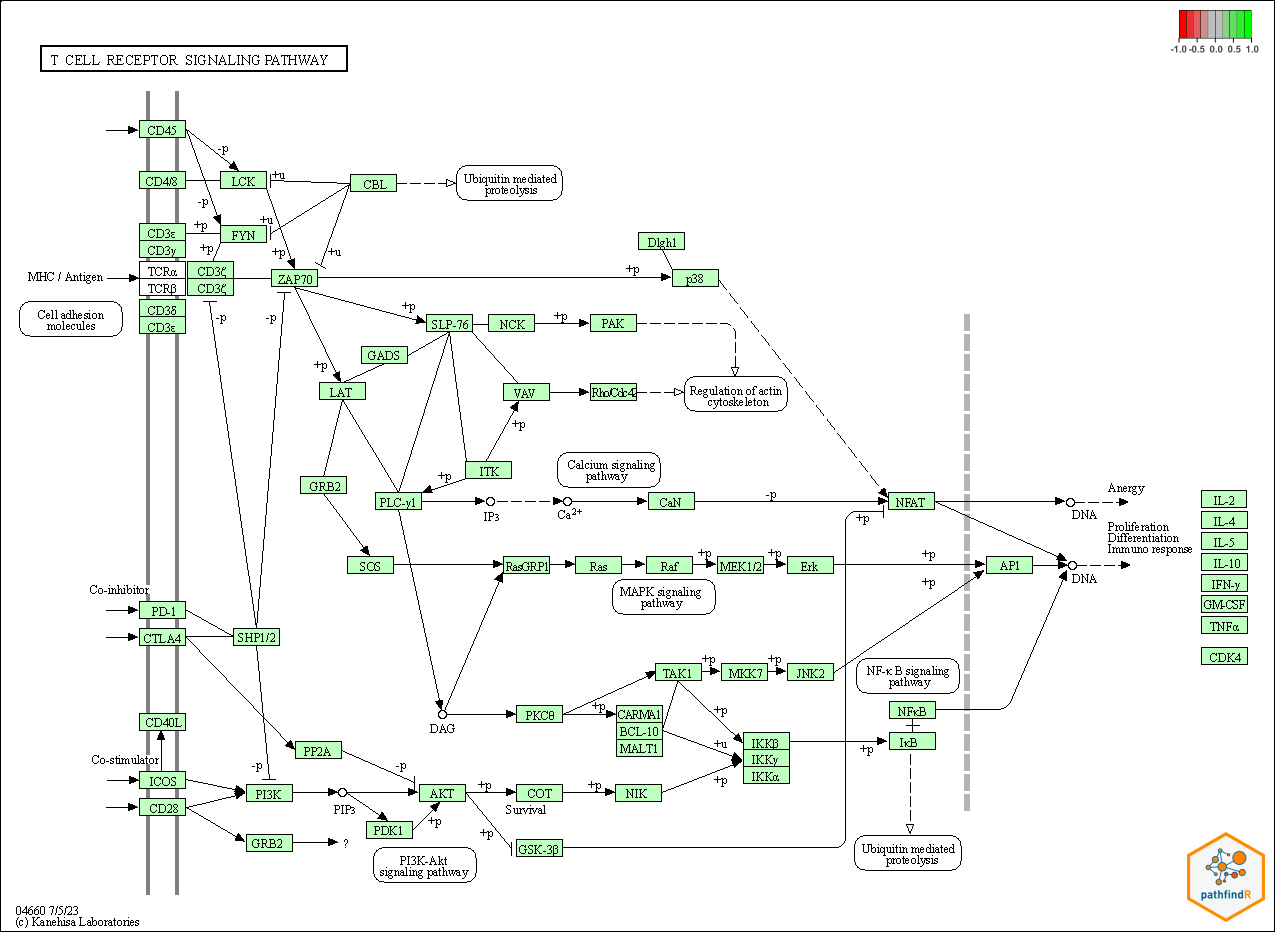 -1.0 -0.5 0.0 0.5 1.0
T CELL RECEPTOR SIGNALING PATHWAY
CD45
-p
CD4/8
LCK
+u
CBL
Ubiquitin mediated
proteolysis
-p
+p
+u
CD3ε
FYN
CD3γ
+p
+p
+u
Dlgh1
MHC / Antigen
TCRα
CD3ζ
ZAP70
+p
p38
TCRβ
CD3ζ
Cell adhesion
molecules
CD3δ
CD3ε
-p
-p
+p
SLP-76
NCK
+p
PAK
GADS
+p
LAT
VAV
Rho/Cdc42
Regulation of actin
cytoskeleton
+p
Calcium signaling
pathway
ITK
+p
GRB2
PLC-γ1
IP3
Ca2+
CaN
-p
NFAT
+p
DNA
Anergy
Proliferation
Differentiation
Immuno response
IL-2
IL-4
IL-5
IL-10
IFN-γ
GM-CSF
TNFα
CDK4
SOS
RasGRP1
Ras
Raf
+p
MEK1/2
+p
Erk
+p
AP1
DNA
+p
MAPK signaling
pathway
Co-inhibitor
PD-1
CTLA4
SHP1/2
TAK1
+p
MKK7
+p
JNK2
NF-κB signaling
pathway
DAG
PKCθ
+p
CARMA1
BCL-10
MALT1
+p
+u
NFκB
IκB
+p
IKKβ
IKKγ
IKKα
CD40L
PP2A
Co-stimulator
ICOS
-p
-p
CD28
PI3K
PIP3
AKT
+p
COT
+p
NIK
+p
Survival
PDK1
+p
+p
GRB2
?
GSK-3β
PI3K-Akt
signaling pathway
Ubiquitin mediated
proteolysis
pathfindR
04660 7/5/23
(c) Kanehisa Laboratories